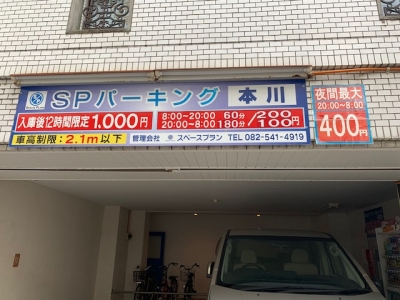 SPパーキング 本川
入庫後12時間限定 1,000円
8:00~20:00 60分/200円
20:00~8:00 180分/100円
車高制限:2.1m以下
管理会社 スペースプラン TEL 082-541-4919
夜間最大
20:00~8:00
400円